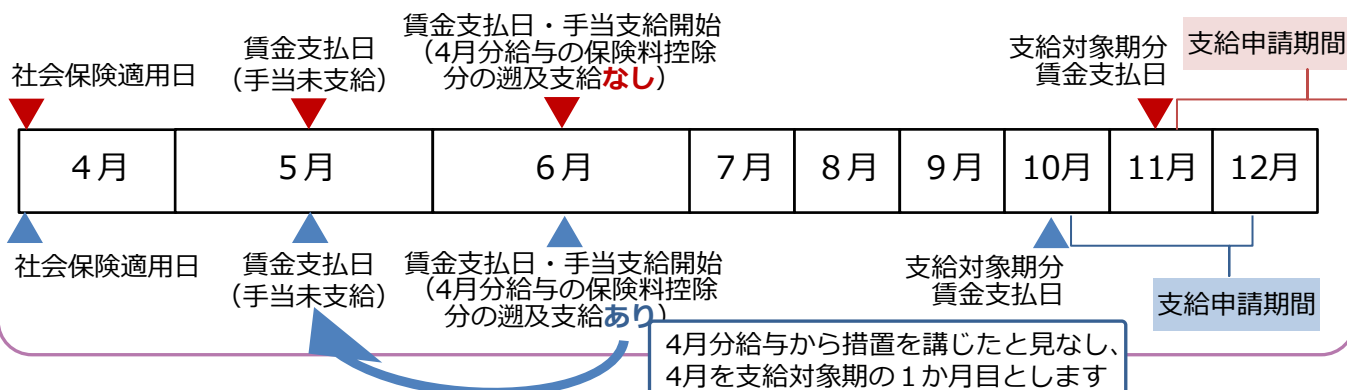 社会保険適用日
賃金支払日
（手当未支給）
賃金支払日・手当支給開始
（4月分給与の保険料控除
分の遡及支給なし）
支給対象期分
賃金支払日
支給申請期間
４月
５月
６月
７月
８月
９月
10月
11月
12月
社会保険適用日
賃金支払日
（手当未支給）
賃金支払日・手当支給開始
（4月分給与の保険料控除
分の遡及支給あり）
支給対象期分
賃金支払日
支給申請期間
4月分給与から措置を講じたと見なし、
4月を支給対象期の１か月目とします